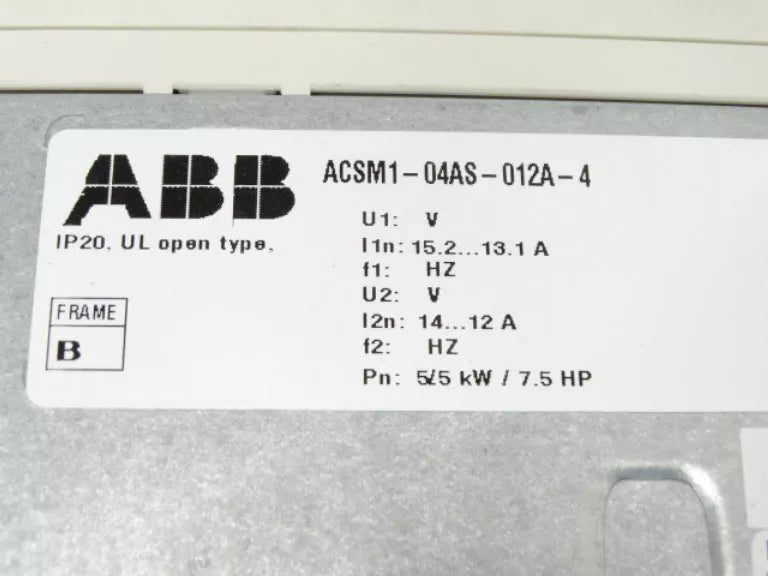 ABB
ACSM1-04AS-012A-4
IP20, UL open type,
U1: V
I1n: 15.2...13.1 A
f1: HZ
U2: V
I2n: 14...12 A
f2: HZ
Pn: 5/5 kW / 7.5 HP
FRAME
B